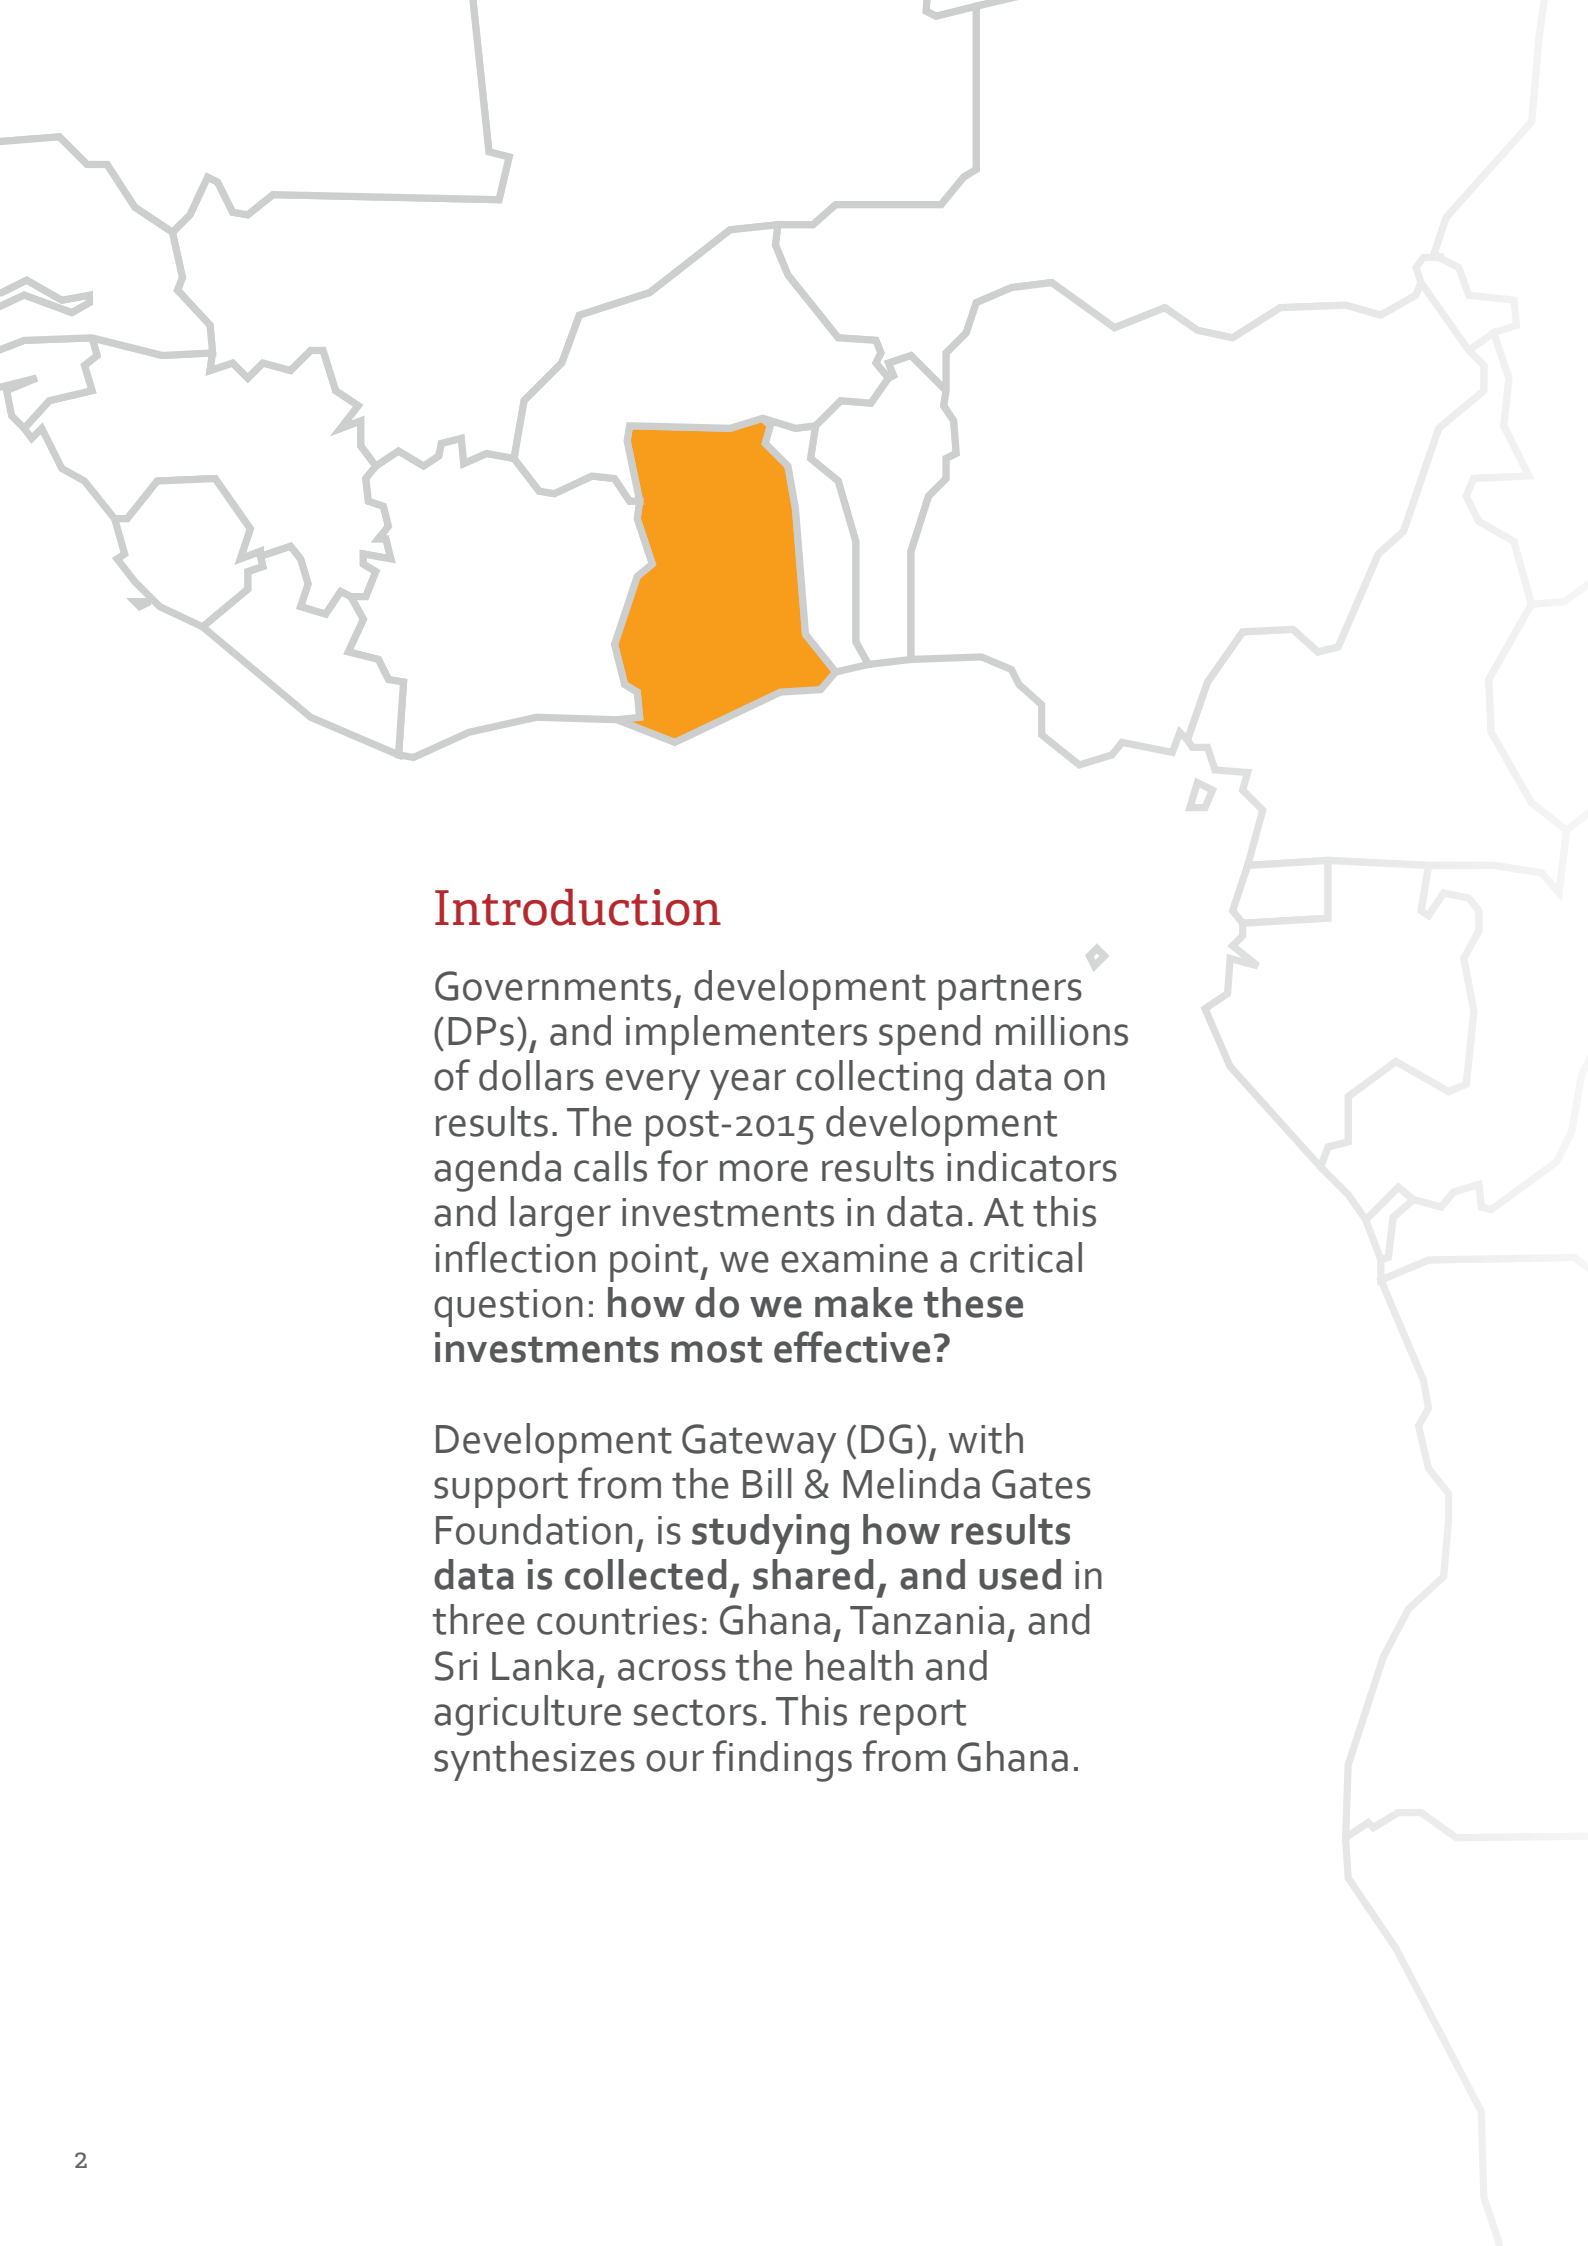 Introduction
Governments, development partners
(DPs), and implementers spend millions
of dollars every year collecting data on
results. The post-2015 development
agenda calls for more results indicators
and larger investments in data. At this
inflection point, we examine a critical
question: how do we make these
investments most effective?
Development Gateway (DG), with
support from the Bill & Melinda Gates
Foundation, is studying how results
data is collected, shared, and used in
three countries: Ghana, Tanzania, and
Sri Lanka, across the health and
agriculture sectors. This report
synthesizes our findings from Ghana.
2